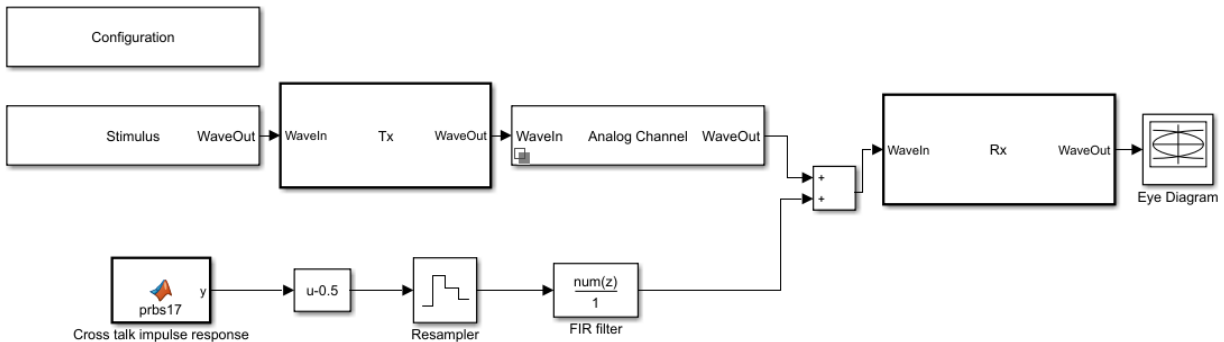 Configuration
Stimulus WaveOut
WaveIn Tx WaveOut
WaveIn Analog Channel WaveOut
+
+
WaveIn Rx WaveOut
Eye Diagram
y
prbs17
Cross talk impulse response
u-0.5
Resampler
num(z)
1
FIR filter